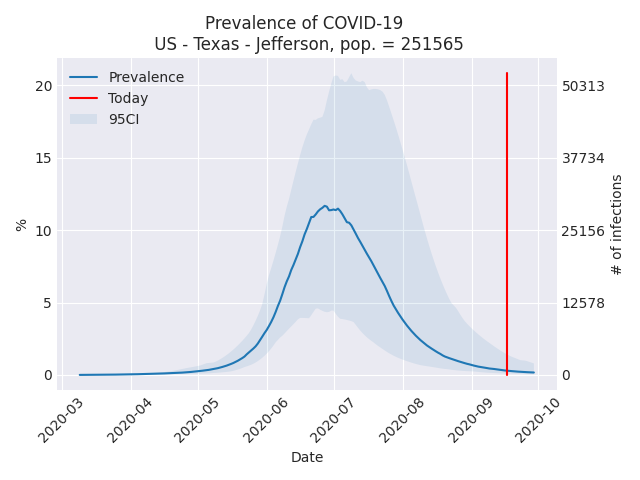 Prevalence of COVID-19
US - Texas - Jefferson, pop. = 251565
Prevalence
Today
95CI
20
15
10
5
0
%
50313
37734
25156
12578
0
# of infections
2020-03
2020-04
2020-05
2020-06
2020-07
2020-08
2020-09
2020-10
Date